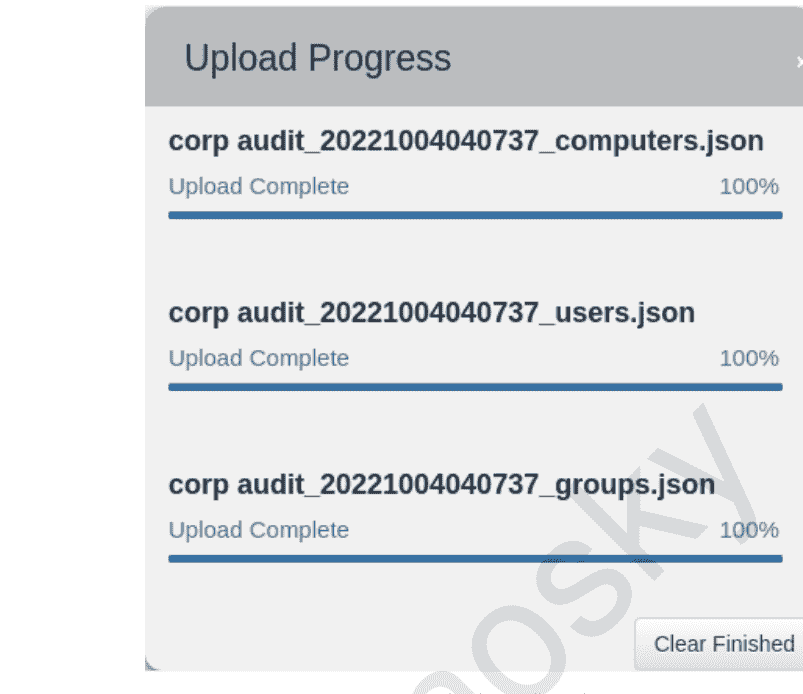 Upload Progress
corp audit_20221004040737_computers.json
Upload Complete 100%
corp audit_20221004040737_users.json
Upload Complete 100%
corp audit_20221004040737_groups.json
Upload Complete 100%
Clear Finished